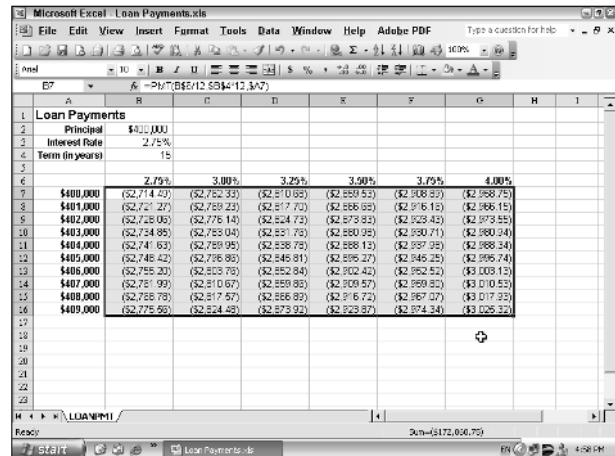 Microsoft Excel - Loan Payments.xls
File Edit View Insert Format Tools Data Window Help Adobe PDF Type a question for help
Arial 10 B I U $ % , 100%
B7 fx =PMT(B$6/12,$B$4*12,$A7)
A B C D E F G H I
1 Loan Payments
2 Principal $400,000
3 Interest Rate 2.75%
4 Term (in years) 15
5
6 2.75% 3.00% 3.25% 3.50% 3.75% 4.00%
7 $400,000 ($2,714.49) ($2,762.33) ($2,810.68) ($2,859.53) ($2,908.89) ($2,958.75)
8 $401,000 ($2,721.27) ($2,769.23) ($2,817.70) ($2,866.68) ($2,916.16) ($2,966.15)
9 $402,000 ($2,728.06) ($2,776.14) ($2,824.73) ($2,873.83) ($2,923.43) ($2,973.55)
10 $403,000 ($2,734.85) ($2,783.04) ($2,831.76) ($2,880.98) ($2,930.71) ($2,980.94)
11 $404,000 ($2,741.63) ($2,789.95) ($2,838.78) ($2,888.13) ($2,937.98) ($2,988.34)
12 $405,000 ($2,748.42) ($2,796.86) ($2,845.81) ($2,895.27) ($2,945.25) ($2,995.74)
13 $406,000 ($2,755.20) ($2,803.76) ($2,852.84) ($2,902.42) ($2,952.52) ($3,003.13)
14 $407,000 ($2,761.99) ($2,810.67) ($2,859.86) ($2,909.57) ($2,959.80) ($3,010.53)
15 $408,000 ($2,768.78) ($2,817.57) ($2,866.89) ($2,916.72) ($2,967.07) ($3,017.93)
16 $409,000 ($2,775.56) ($2,824.48) ($2,873.92) ($2,923.87) ($2,974.34) ($3,025.32)
17
18
19
20
21
22
23
LOANPMT
Ready Sum=($172,060.75)
start Loan Payments.xls EN 4:58 PM